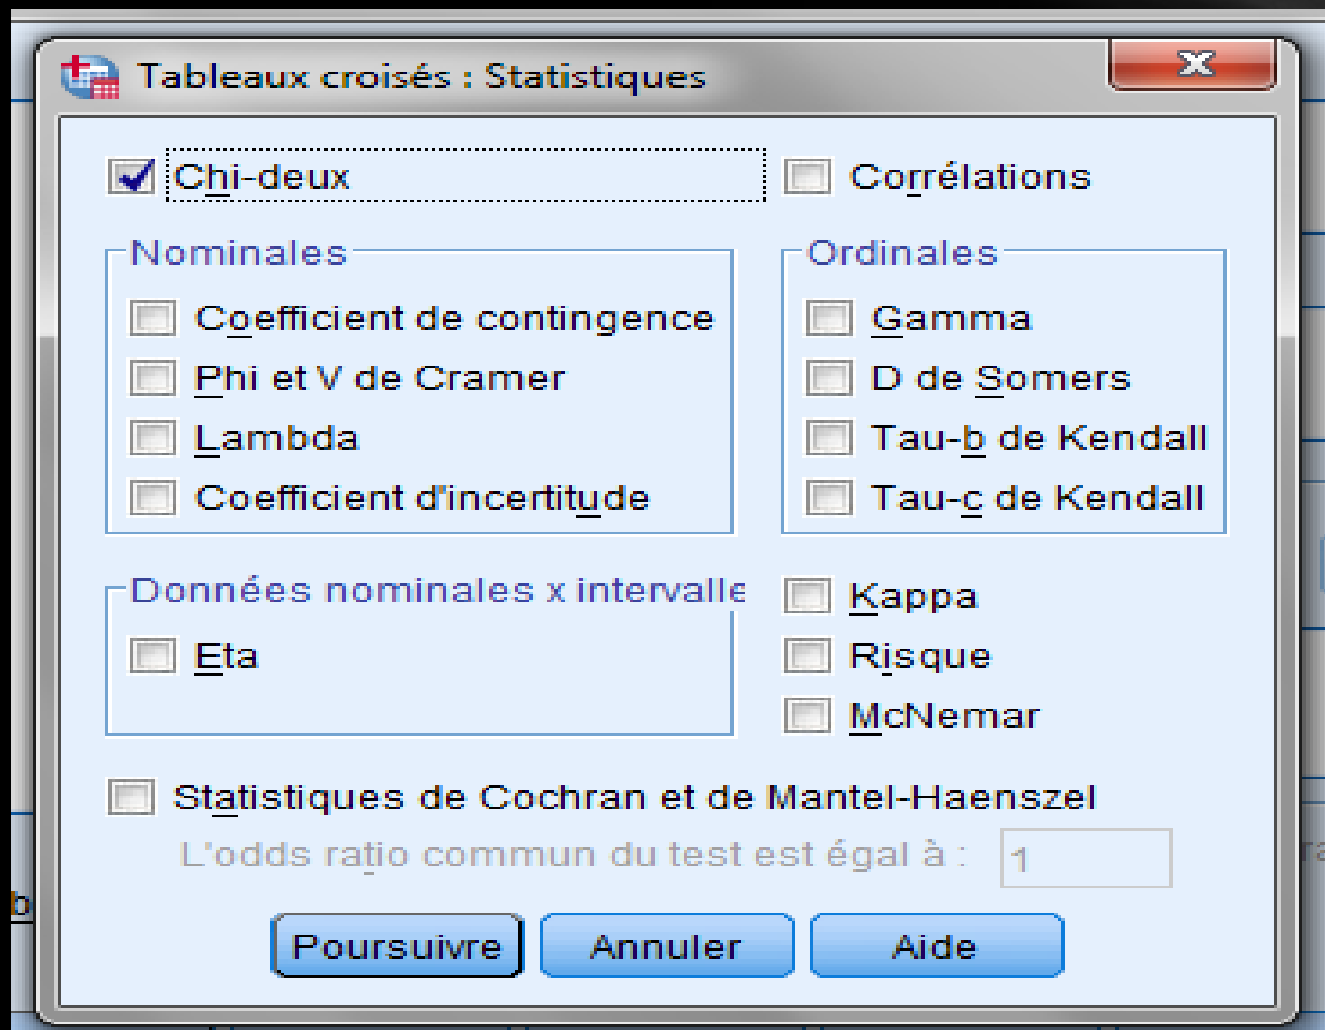 Tableaux croisés : Statistiques
Chi-deux
Corrélations
Nominales
Coefficient de contingence
Phi et V de Cramer
Lambda
Coefficient d'incertitude
Ordinales
Gamma
D de Somers
Tau-b de Kendall
Tau-c de Kendall
Données nominales x intervalle
Eta
Kappa
Risque
McNemar
Statistiques de Cochran et de Mantel-Haenszel
L'odds ratio commun du test est égal à : 1
Poursuivre
Annuler
Aide